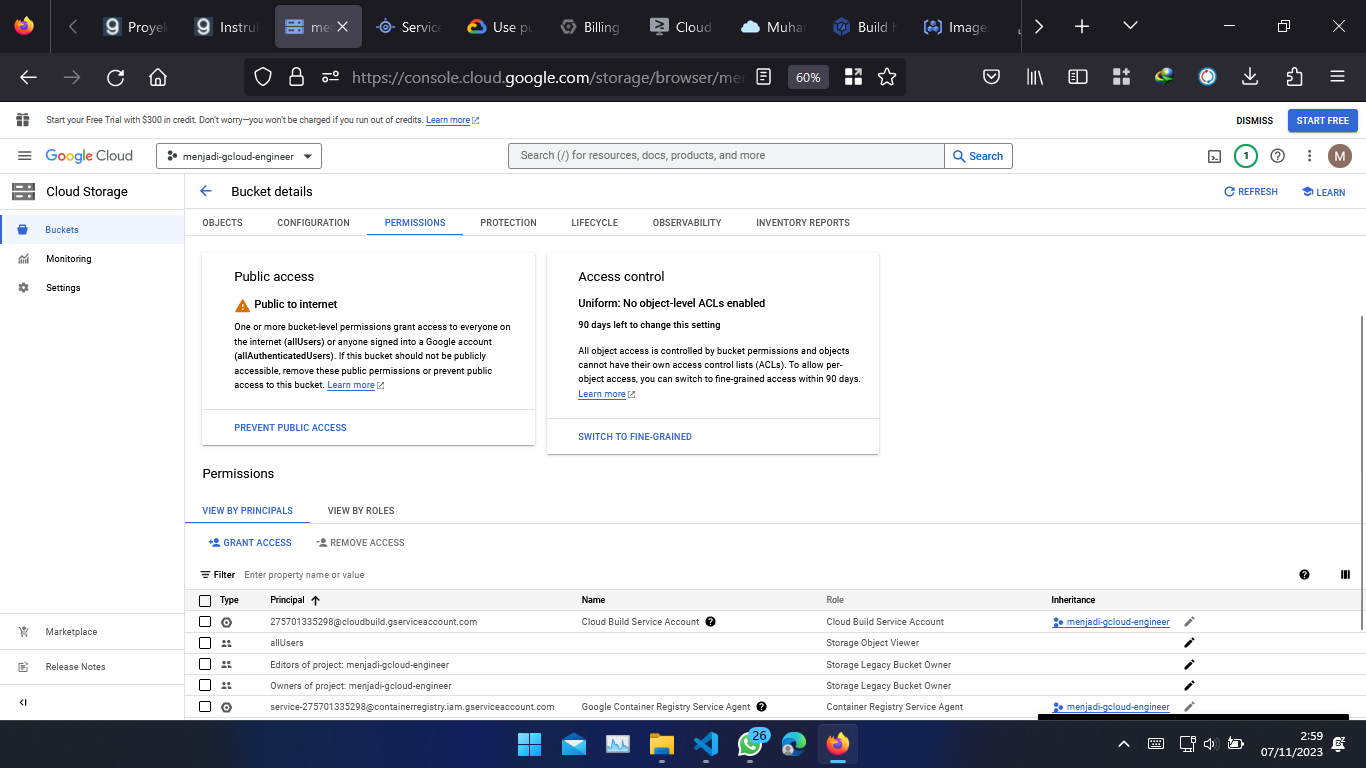 Proyek
Instruk
men
Service
Use pu
Billing
Cloud
Muham
Build h
Image
https://console.cloud.google.com/storage/browser/men
60%
Start your Free Trial with $300 in credit. Don't worry—you won't be charged if you run out of credits. Learn more
DISMISS
START FREE
Google Cloud
menjadi-gcloud-engineer
Search (/) for resources, docs, products, and more
Search
1
M
Cloud Storage
Bucket details
REFRESH
LEARN
Buckets
Monitoring
Settings
OBJECTS
CONFIGURATION
PERMISSIONS
PROTECTION
LIFECYCLE
OBSERVABILITY
INVENTORY REPORTS
Public access
Public to internet
One or more bucket-level permissions grant access to everyone on
the internet (allUsers) or anyone signed into a Google account
(allAuthenticatedUsers). If this bucket should not be publicly
accessible, remove these public permissions or prevent public
access to this bucket. Learn more
PREVENT PUBLIC ACCESS
Access control
Uniform: No object-level ACLs enabled
90 days left to change this setting
All object access is controlled by bucket permissions and objects
cannot have their own access control lists (ACLs). To allow per-
object access, you can switch to fine-grained access within 90 days.
Learn more
SWITCH TO FINE-GRAINED
Permissions
VIEW BY PRINCIPALS
VIEW BY ROLES
GRANT ACCESS
REMOVE ACCESS
Filter Enter property name or value
Type Principal Name Role Inheritance
275701335298@cloudbuild.gserviceaccount.com Cloud Build Service Account Cloud Build Service Account menjadi-gcloud-engineer
allUsers Storage Object Viewer
Editors of project: menjadi-gcloud-engineer Storage Legacy Bucket Owner
Owners of project: menjadi-gcloud-engineer Storage Legacy Bucket Owner
service-275701335298@containerregistry.iam.gserviceaccount.com Google Container Registry Service Agent Container Registry Service Agent menjadi-gcloud-engineer
Marketplace
Release Notes
26
2:59
07/11/2023